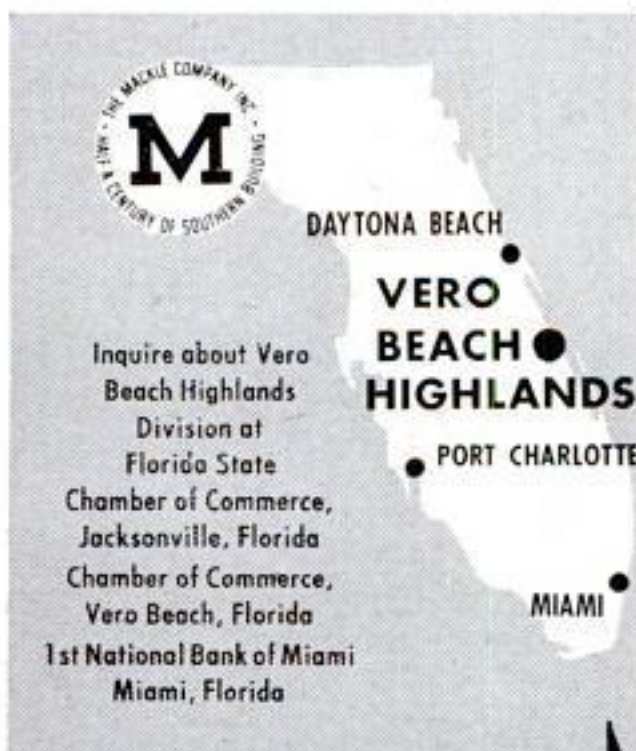 THE MACKLE COMPANY INC. • HALF A CENTURY OF SOUTHERN BUILDING •
M
DAYTONA BEACH
VERO
BEACH
HIGHLANDS
PORT CHARLOTTE
MIAMI
Inquire about Vero
Beach Highlands
Division at
Florida State
Chamber of Commerce,
Jacksonville, Florida
Chamber of Commerce,
Vero Beach, Florida
1st National Bank of Miami
Miami, Florida